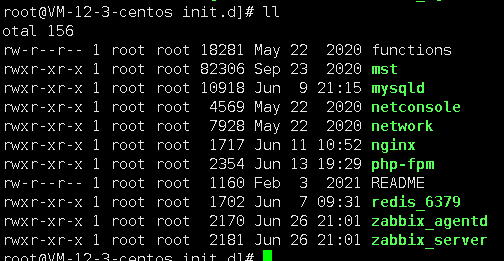 root@VM-12-3-centos init.d]# ll
otal 156
rw-r--r-- 1 root root 18281 May 22 2020 functions
rwxr-xr-x 1 root root 82306 Sep 23 2020 mst
rwxr-xr-x 1 root root 10918 Jun 9 21:15 mysqld
rwxr-xr-x 1 root root 4569 May 22 2020 netconsole
rwxr-xr-x 1 root root 7928 May 22 2020 network
rwxr-xr-x 1 root root 1717 Jun 11 10:52 nginx
rwxr-xr-x 1 root root 2354 Jun 13 19:29 php-fpm
rw-r--r-- 1 root root 1160 Feb 3 2021 README
rwxr-xr-x 1 root root 1702 Jun 7 09:31 redis_6379
rwxr-xr-x 1 root root 2170 Jun 26 21:01 zabbix_agentd
rwxr-xr-x 1 root root 2181 Jun 26 21:01 zabbix_server
root@VM-12-3-centos init.d]#